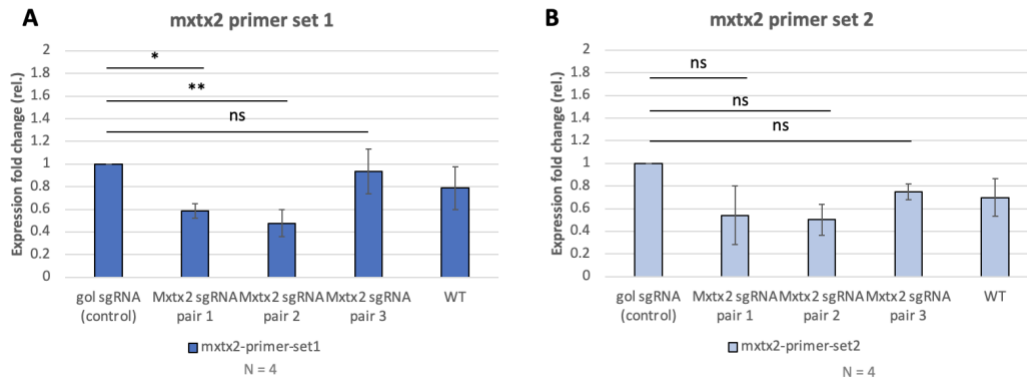 A
mxtx2 primer set 1
Expression fold change (rel.)
2
1.8
1.6
1.4
1.2
1
0.8
0.6
0.4
0.2
0
*
**
ns
gol sgRNA Mxtx2 sgRNA Mxtx2 sgRNA Mxtx2 sgRNA WT
(control) pair 1 pair 2 pair 3
mxtx2-primer-set1
N = 4
B
mxtx2 primer set 2
Expression fold change (rel.)
2
1.8
1.6
1.4
1.2
1
0.8
0.6
0.4
0.2
0
ns
ns
ns
gol sgRNA Mxtx2 sgRNA Mxtx2 sgRNA Mxtx2 sgRNA WT
(control) pair 1 pair 2 pair 3
mxtx2-primer-set2
N = 4